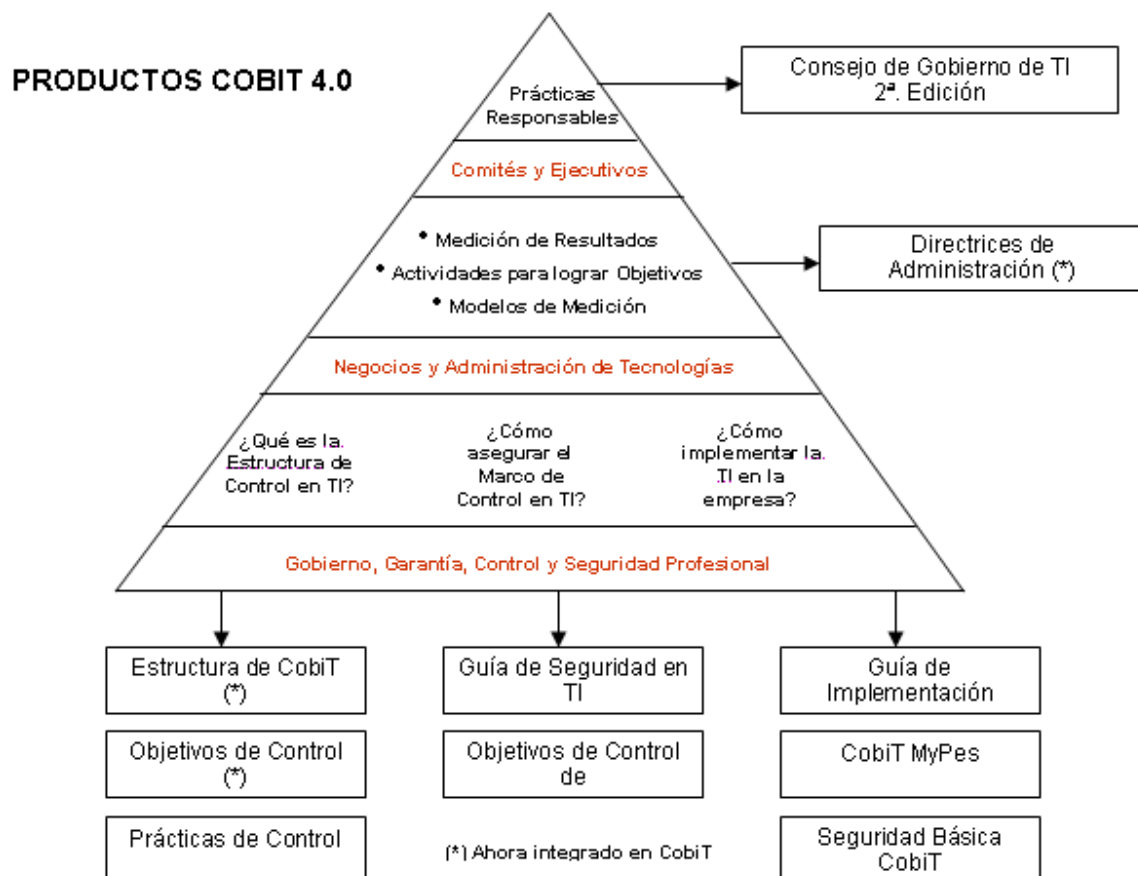 PRODUCTOS COBIT 4.0
Consejo de Gobierno de TI
2ª. Edición
Prácticas
Responsables
Comités y Ejecutivos
• Medición de Resultados
• Actividades para lograr Objetivos
• Modelos de Medición
Directrices de
Administración (*)
Negocios y Administración de Tecnologías
¿Qué es la
Estructura de
Control en TI?
¿Cómo
asegurar el
Marco de
Control en TI?
¿Cómo
implementar la
TI en la
empresa?
Gobierno, Garantía, Control y Seguridad Profesional
Estructura de CobiT
(*)
Guía de Seguridad en
TI
Guía de
Implementación
Objetivos de Control
(*)
Objetivos de Control
de
CobiT MyPes
Prácticas de Control
(*) Ahora integrado en CobiT
Seguridad Básica
CobiT